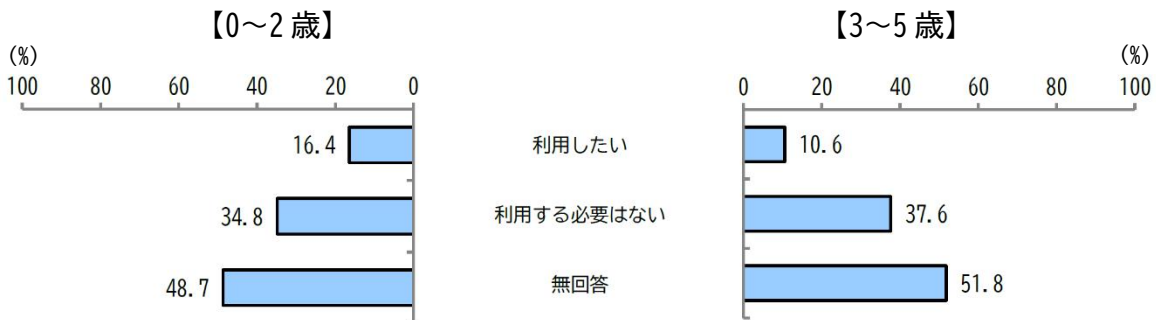 【0～2歳】 【3～5歳】
(%) (%)
100 80 60 40 20 0 0 20 40 60 80 100
16.4 利用したい 10.6
34.8 利用する必要はない 37.6
48.7 無回答 51.8